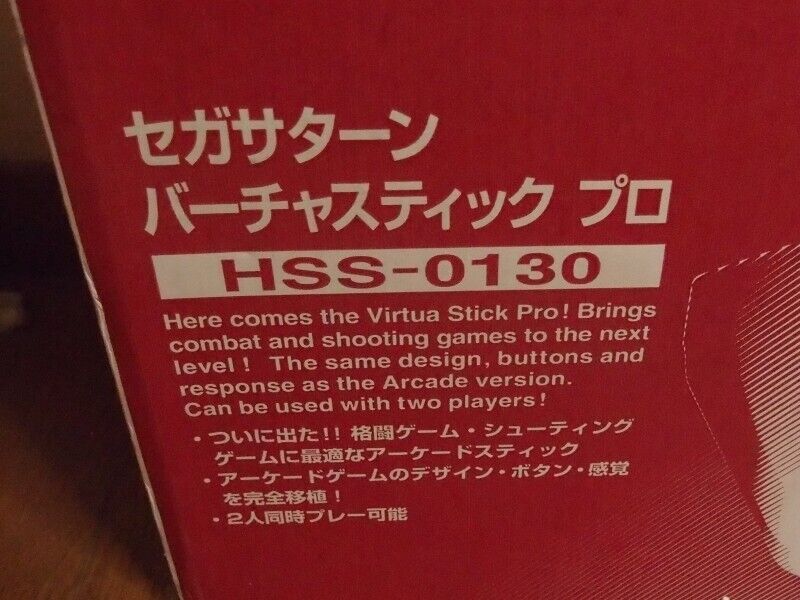 セガサターン
バーチャスティック プロ
HSS-0130
Here comes the Virtua Stick Pro! Brings
combat and shooting games to the next
level! The same design, buttons and
response as the Arcade version.
Can be used with two players!
・ついに出た!! 格闘ゲーム・シューティング
ゲームに最適なアーケードスティック
・アーケードゲームのデザイン・ボタン・感覚
を完全移植!
・2人同時プレー可能